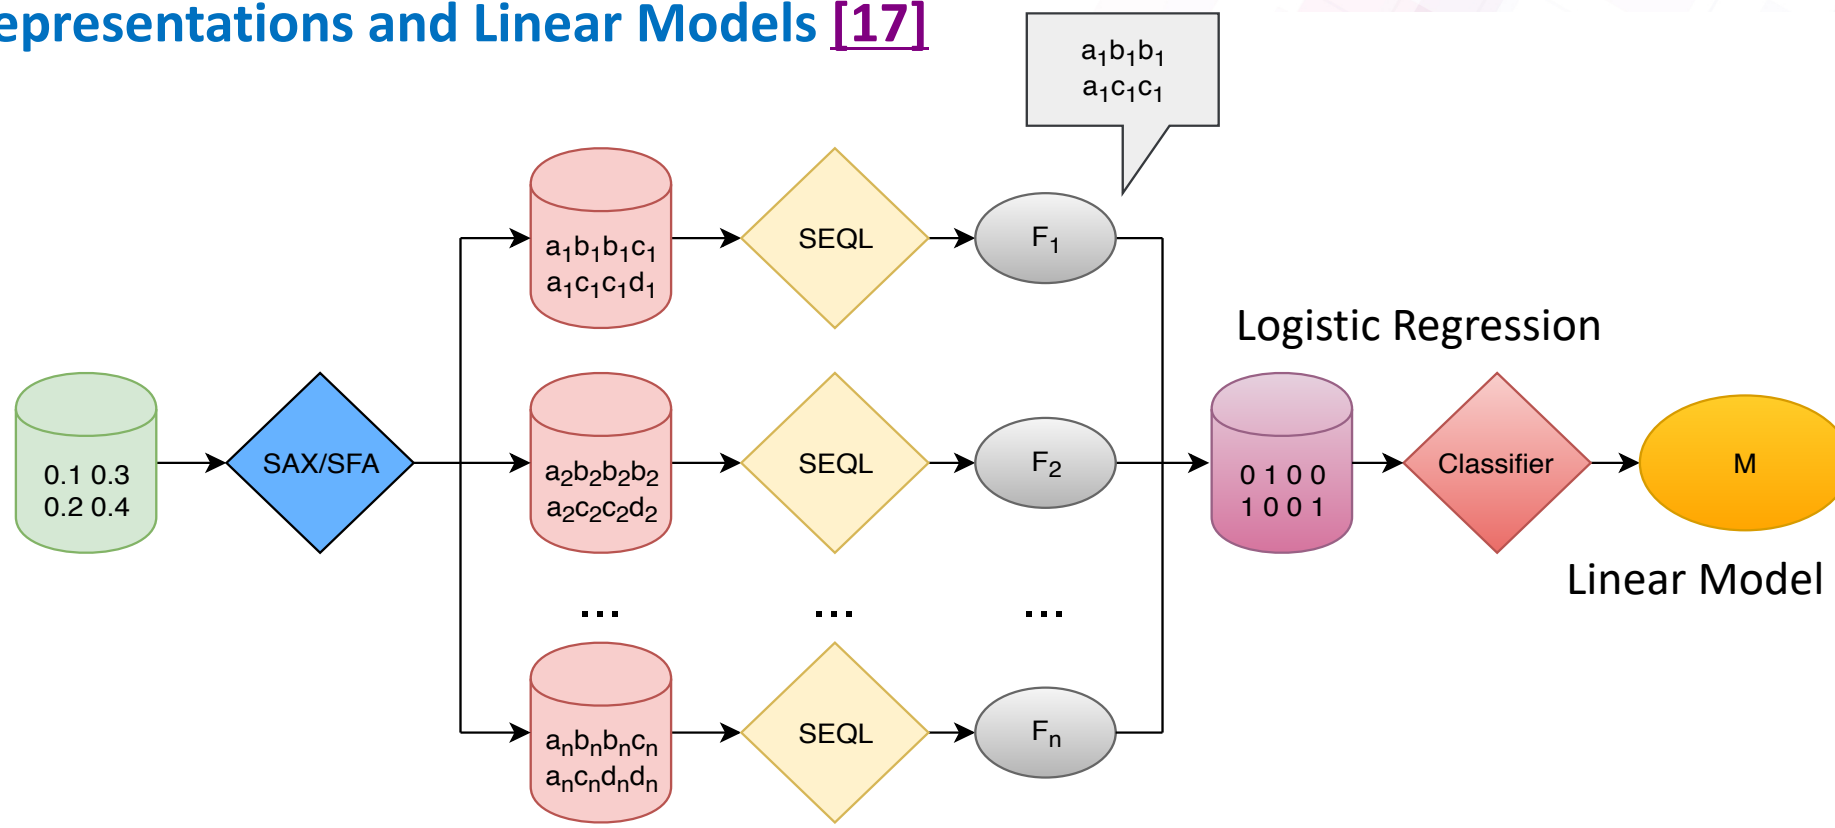 epresentations and Linear Models [17]
a₁b₁b₁
a₁c₁c₁
a₁b₁b₁c₁
a₁c₁c₁d₁
SEQL
F₁
Logistic Regression
0.1 0.3
0.2 0.4
SAX/SFA
a₂b₂b₂b₂
a₂c₂c₂d₂
SEQL
F₂
0 1 0 0
1 0 0 1
Classifier
M
Linear Model
...
...
...
aₙbₙbₙcₙ
aₙcₙdₙdₙ
SEQL
Fₙ